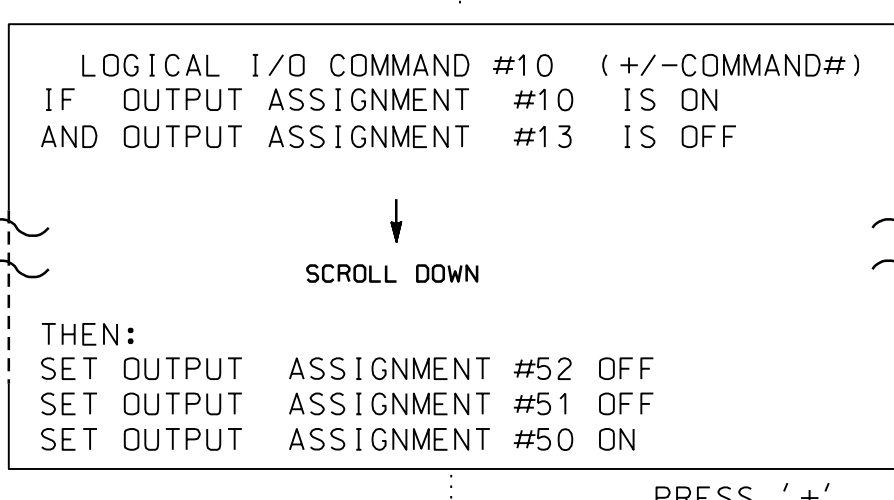 LOGICAL I/O COMMAND #10 (+/-COMMAND#)
IF OUTPUT ASSIGNMENT #10 IS ON
AND OUTPUT ASSIGNMENT #13 IS OFF
SCROLL DOWN
THEN:
SET OUTPUT ASSIGNMENT #52 OFF
SET OUTPUT ASSIGNMENT #51 OFF
SET OUTPUT ASSIGNMENT #50 ON
PRESS '+'